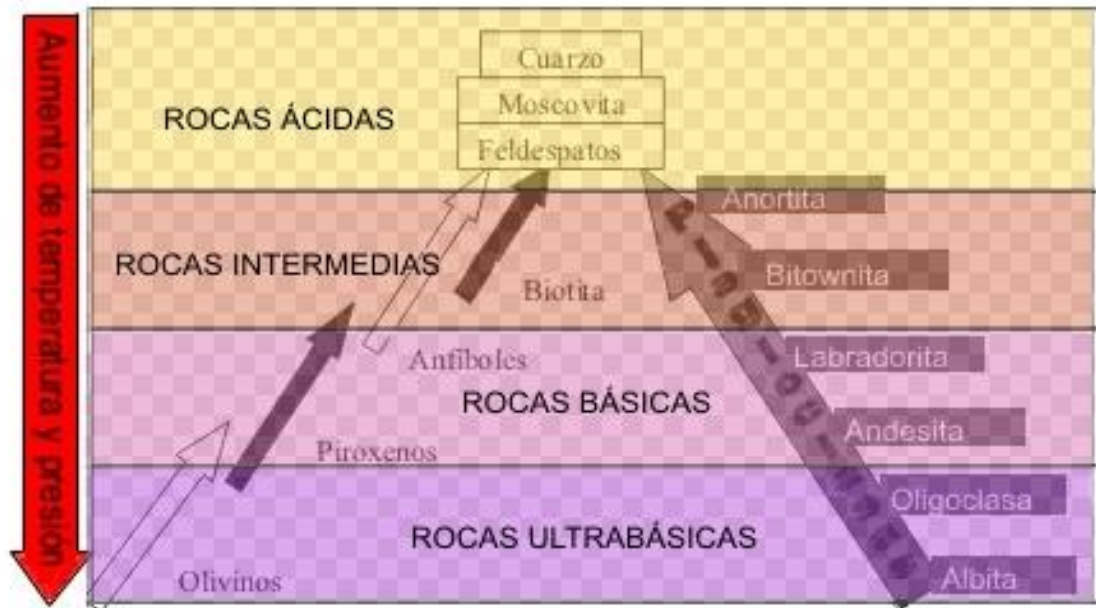 Aumento de temperatura y presion
Cuarzo
Moscovita
ROCAS ÁCIDAS
Feldespatos
Anortita
ROCAS INTERMEDIAS
Bitownita
Biotita
Labradorita
Anfíboles
ROCAS BÁSICAS
Andesita
Piroxenos
Oligoclasa
ROCAS ULTRABÁSICAS
Olivinos
Albita